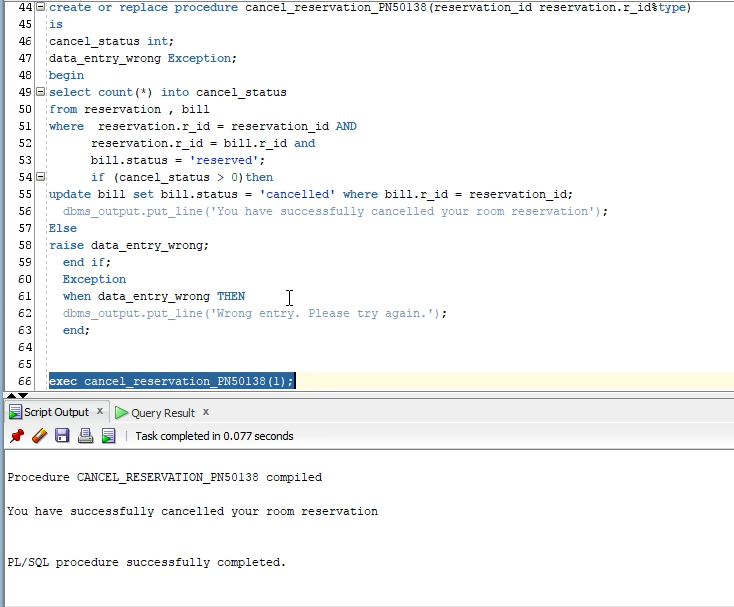 44 create or replace procedure cancel_reservation_PN50138(reservation_id reservation.r_id%type)
45 is
46 cancel_status int;
47 data_entry_wrong Exception;
48 begin
49 select count(*) into cancel_status
50 from reservation , bill
51 where  reservation.r_id = reservation_id AND
52       reservation.r_id = bill.r_id and
53       bill.status = 'reserved';
54       if (cancel_status > 0)then
55 update bill set bill.status = 'cancelled' where bill.r_id = reservation_id;
56   dbms_output.put_line('You have successfully cancelled your room reservation');
57 Else
58 raise data_entry_wrong;
59   end if;
60   Exception
61   when data_entry_wrong THEN
62   dbms_output.put_line('Wrong entry. Please try again.');
63   end;
64
65
66 exec cancel_reservation_PN50138(1);
Script Output x Query Result x
Task completed in 0.077 seconds
Procedure CANCEL_RESERVATION_PN50138 compiled
You have successfully cancelled your room reservation
PL/SQL procedure successfully completed.